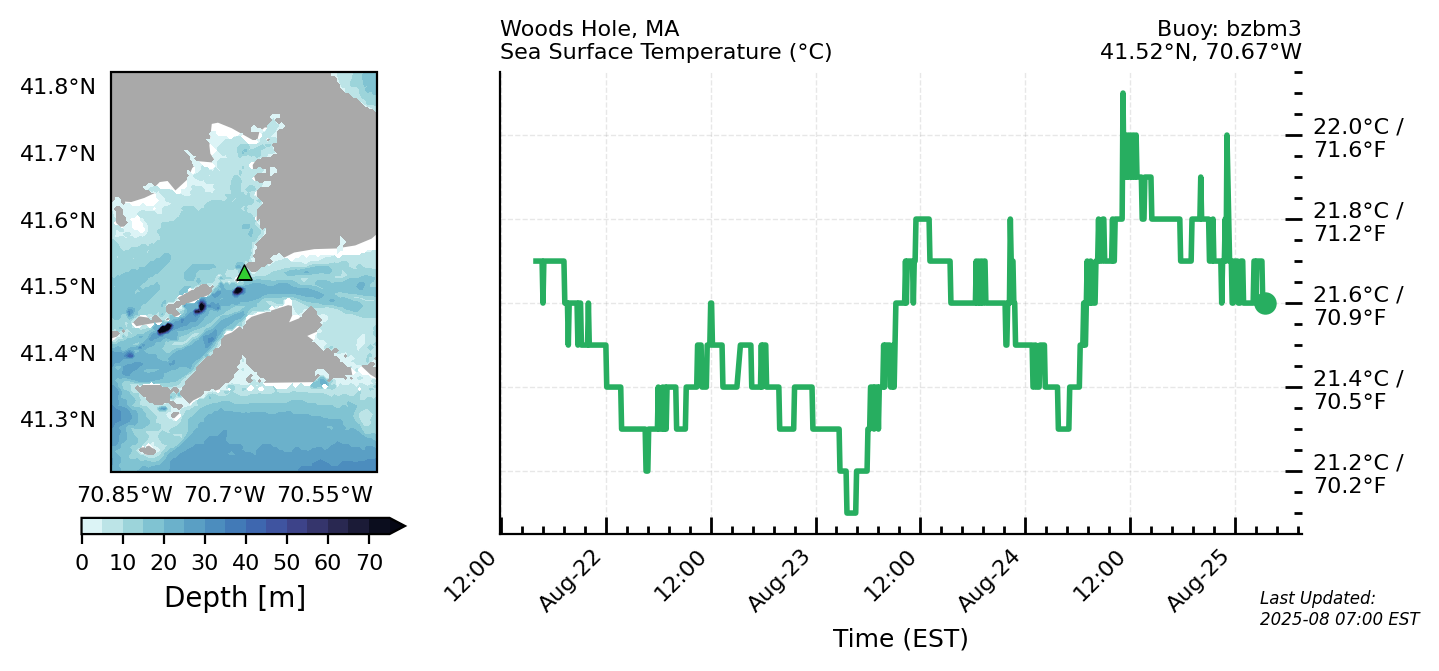 Woods Hole, MA
Sea Surface Temperature (°C)
Buoy: bzbm3
41.52°N, 70.67°W
41.8°N
41.7°N
41.6°N
41.5°N
41.4°N
41.3°N
70.85°W 70.7°W 70.55°W
0 10 20 30 40 50 60 70
Depth [m]
22.0°C /
71.6°F
21.8°C /
71.2°F
21.6°C /
70.9°F
21.4°C /
70.5°F
21.2°C /
70.2°F
12:00 Aug-22 12:00 Aug-23 12:00 Aug-24 12:00 Aug-25
Time (EST)
Last Updated:
2025-08 07:00 EST